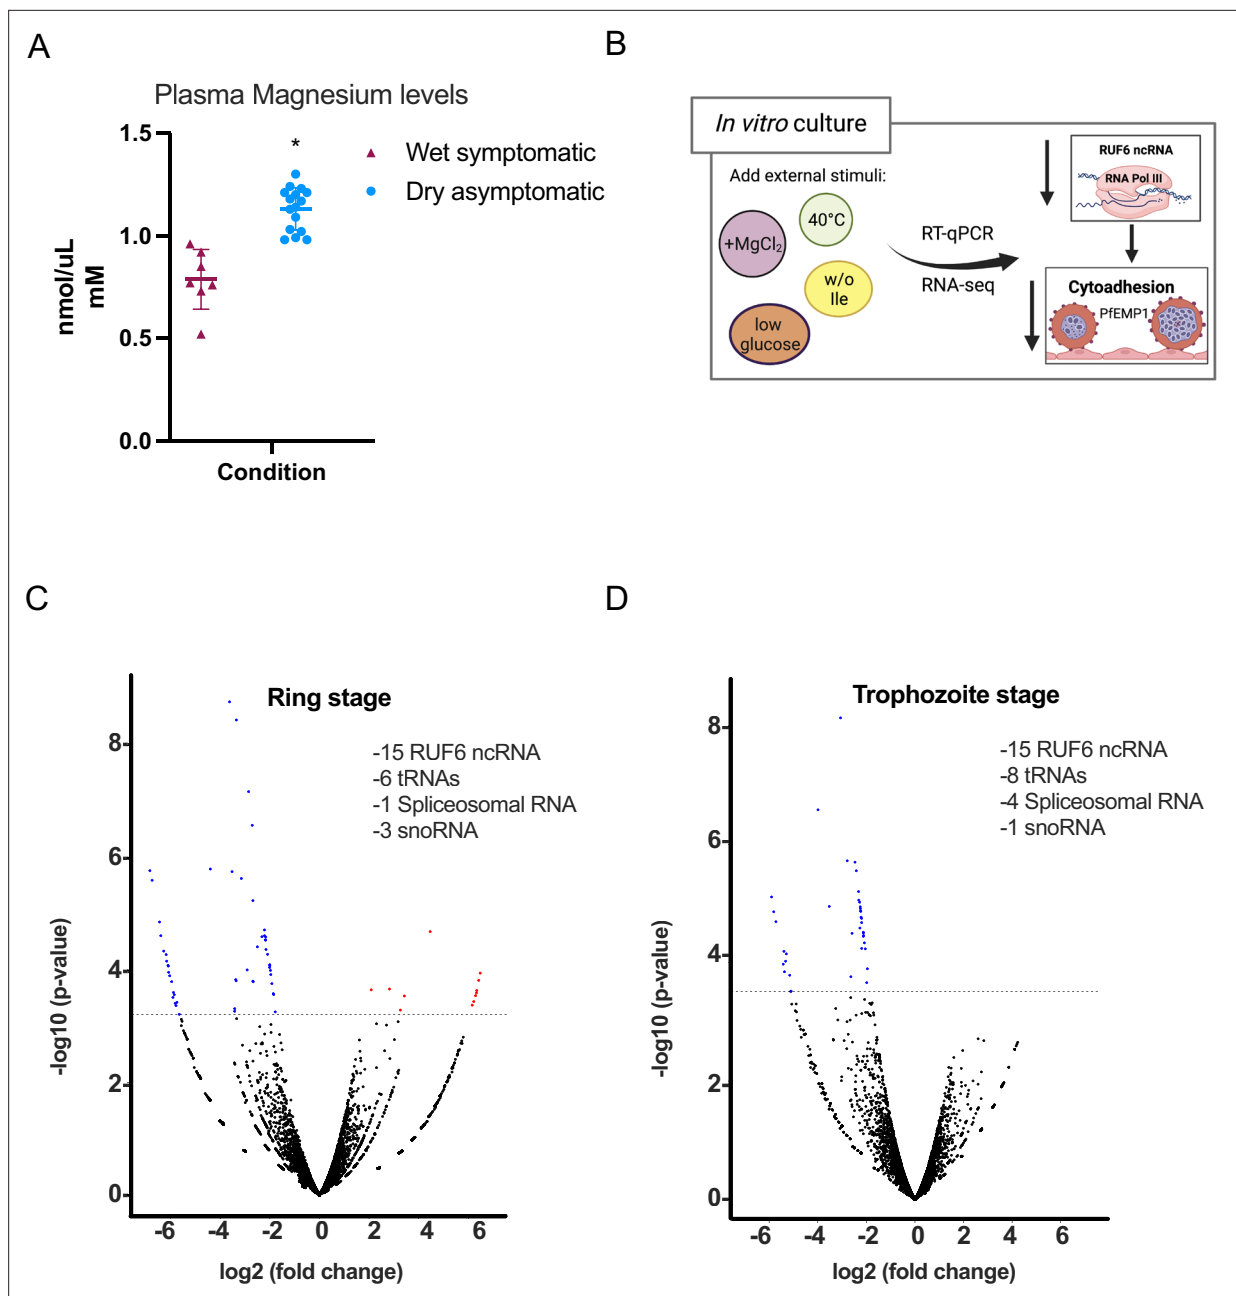 A
Plasma Magnesium levels
1.5
1.0
0.5
0.0
nmol/uL
mM
*
Wet symptomatic
Dry asymptomatic
Condition
B
In vitro culture
Add external stimuli:
+MgCl₂
40°C
w/o
Ile
low
glucose
RT-qPCR
RNA-seq
RUF6 ncRNA
RNA Pol III
Cytoadhesion
PfEMP1
C
Ring stage
-15 RUF6 ncRNA
-6 tRNAs
-1 Spliceosomal RNA
-3 snoRNA
8
6
4
2
0
-log10 (p-value)
-6 -4 -2 0 2 4 6
log2 (fold change)
D
Trophozoite stage
-15 RUF6 ncRNA
-8 tRNAs
-4 Spliceosomal RNA
-1 snoRNA
8
6
4
2
0
-log10 (p-value)
-6 -4 -2 0 2 4 6
log2 (fold change)